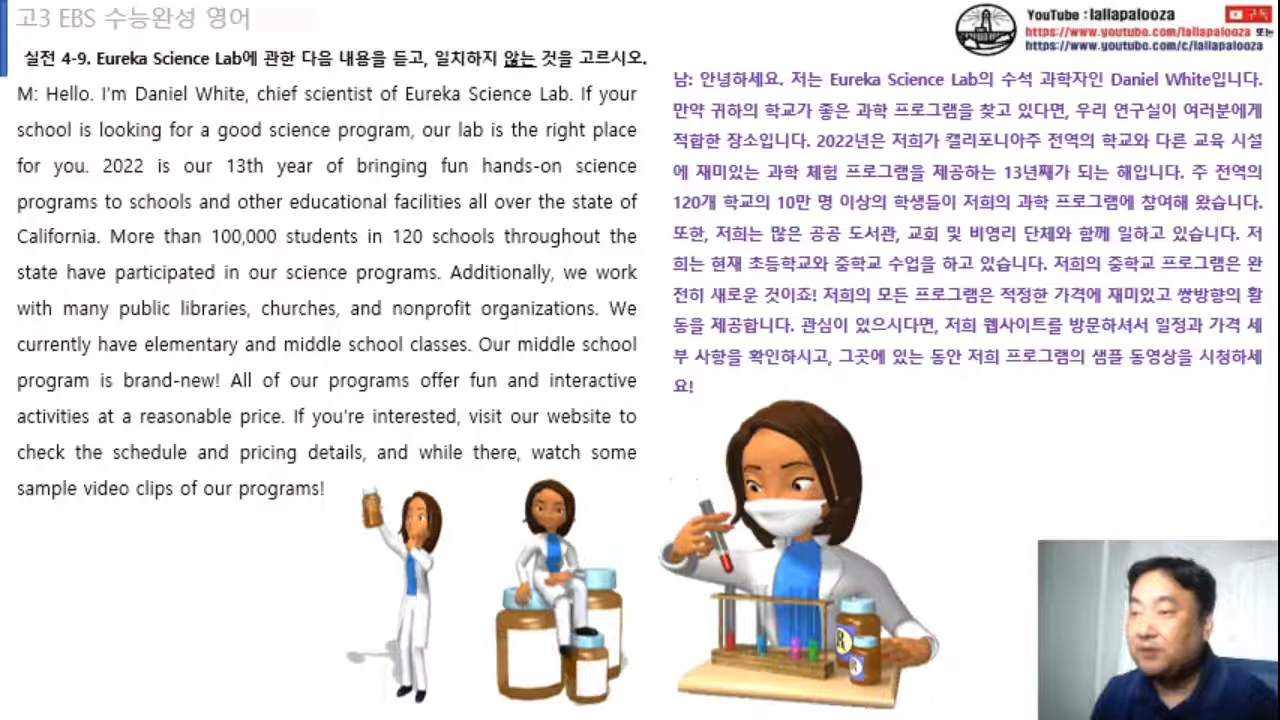 고3 EBS 수능완성 영어
YouTube : lallapalooza
구독
https://www.youtube.com/lallapalooza 또는
https://www.youtube.com/c/lallapalooza
실전 4-9. Eureka Science Lab에 관한 다음 내용을 듣고, 일치하지 않는 것을 고르시오.
M: Hello. I'm Daniel White, chief scientist of Eureka Science Lab. If your
school is looking for a good science program, our lab is the right place
for you. 2022 is our 13th year of bringing fun hands-on science
programs to schools and other educational facilities all over the state of
California. More than 100,000 students in 120 schools throughout the
state have participated in our science programs. Additionally, we work
with many public libraries, churches, and nonprofit organizations. We
currently have elementary and middle school classes. Our middle school
program is brand-new! All of our programs offer fun and interactive
activities at a reasonable price. If you're interested, visit our website to
check the schedule and pricing details, and while there, watch some
sample video clips of our programs!
남: 안녕하세요. 저는 Eureka Science Lab의 수석 과학자인 Daniel White입니다.
만약 귀하의 학교가 좋은 과학 프로그램을 찾고 있다면, 우리 연구실이 여러분에게
적합한 장소입니다. 2022년은 저희가 캘리포니아주 전역의 학교와 다른 교육 시설
에 재미있는 과학 체험 프로그램을 제공하는 13년째가 되는 해입니다. 주 전역의
120개 학교의 10만 명 이상의 학생들이 저희의 과학 프로그램에 참여해 왔습니다.
또한, 저희는 많은 공공 도서관, 교회 및 비영리 단체와 함께 일하고 있습니다. 저
희는 현재 초등학교와 중학교 수업을 하고 있습니다. 저희의 중학교 프로그램은 완
전히 새로운 것이죠! 저희의 모든 프로그램은 적정한 가격에 재미있고 쌍방향의 활
동을 제공합니다. 관심이 있으시다면, 저희 웹사이트를 방문하셔서 일정과 가격 세
부 사항을 확인하시고, 그곳에 있는 동안 저희 프로그램의 샘플 동영상을 시청하세
요!